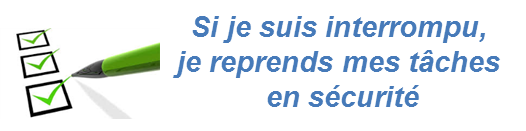 Si je suis interrompu,
je reprends mes tâches
en sécurité